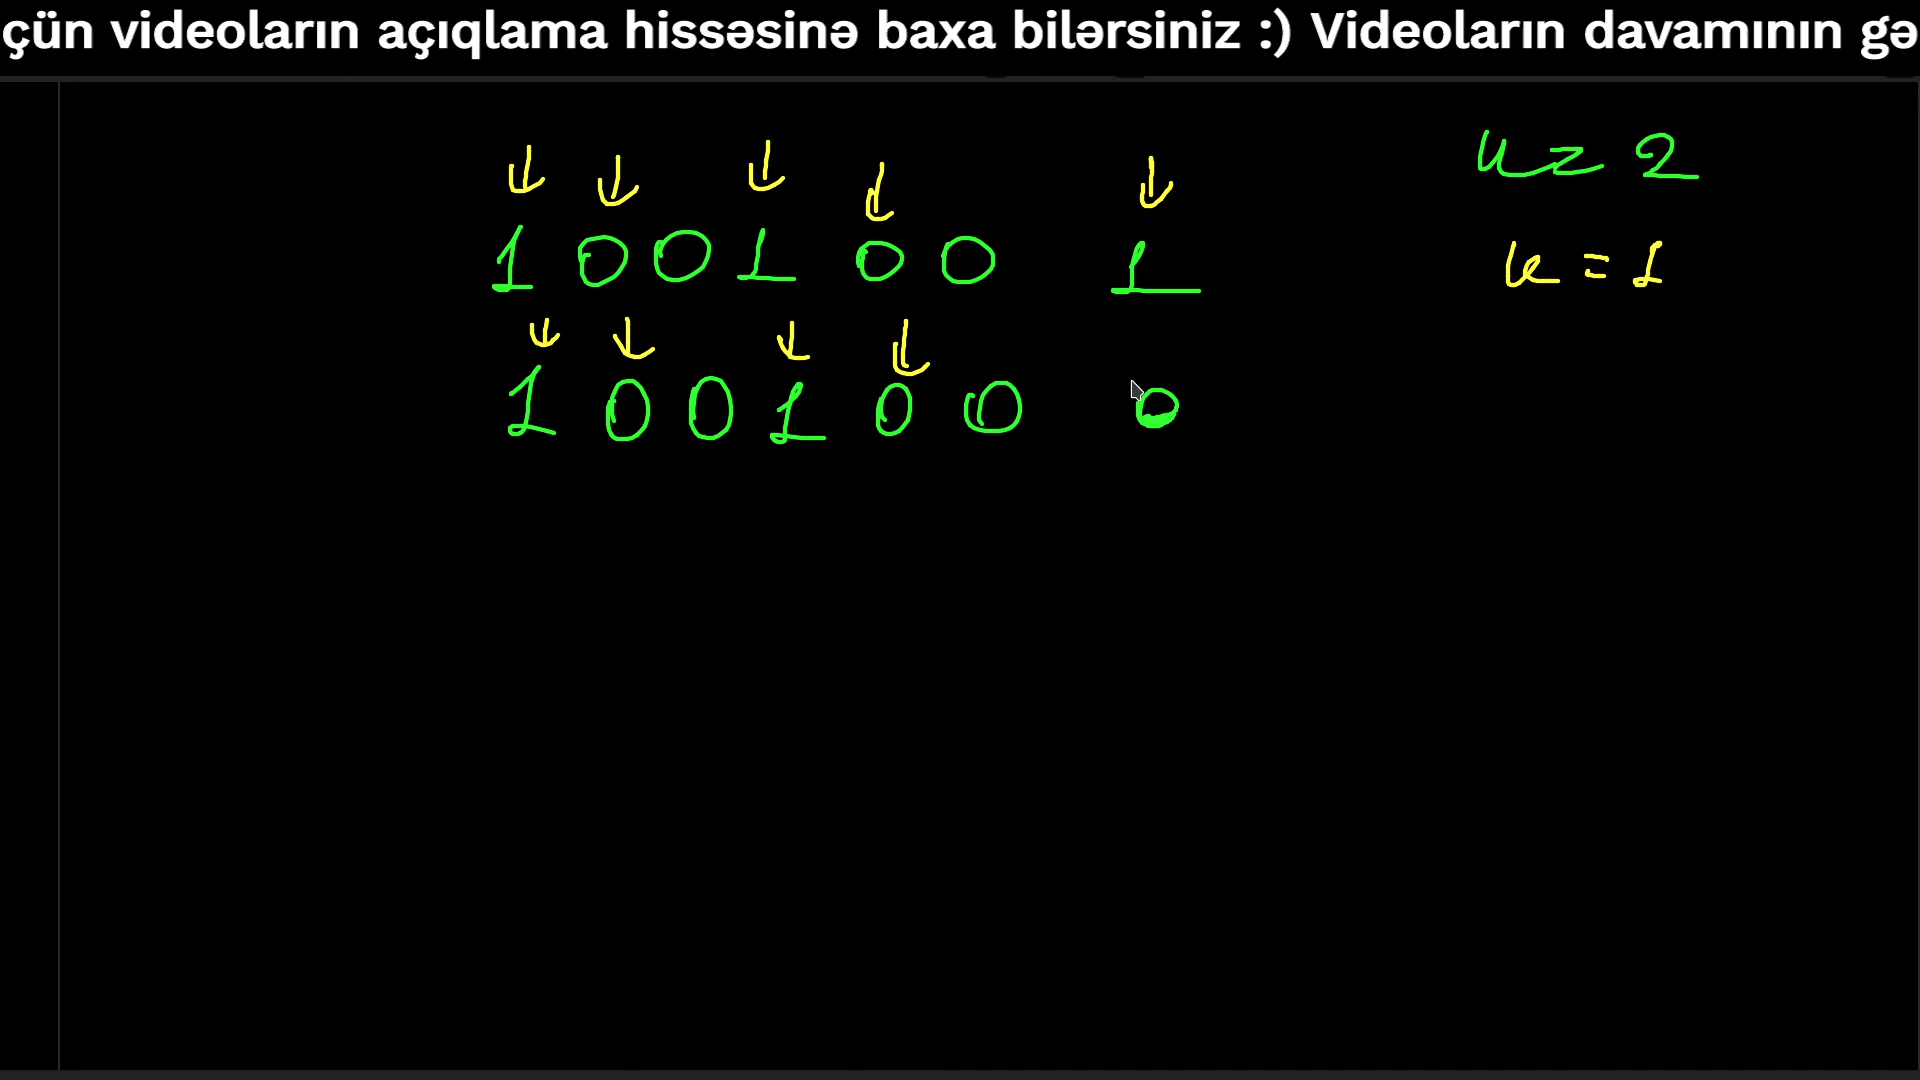 çün videoların açıqlama hissəsinə baxa bilərsiniz :) Videoların davamının gə
k = 2
1 0 0 1 0 0 1
k = 1
1 0 0 1 0 0 0